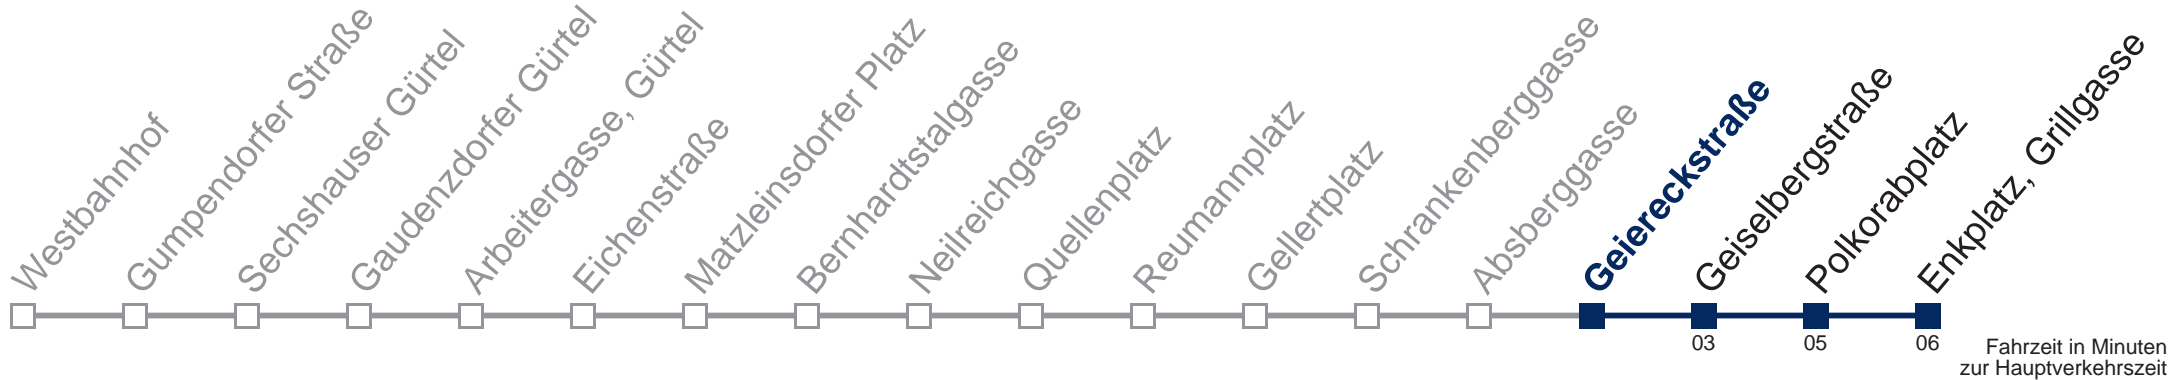 Westbahnhof
Gumpendorfer Straße
Sechshauser Gürtel
Gaudenzdorfer Gürtel
Arbeitergasse, Gürtel
Eichenstraße
Matzleinsdorfer Platz
Bernhardtstalgasse
Neilreichgasse
Quellenplatz
Reumannplatz
Gellertplatz
Schrankenberggasse
Absberggasse
Geiereckstraße
Geiselbergstraße
Polkorabplatz
Enkplatz, Grillgasse
03
05
06
Fahrzeit in Minuten
zur Hauptverkehrszeit